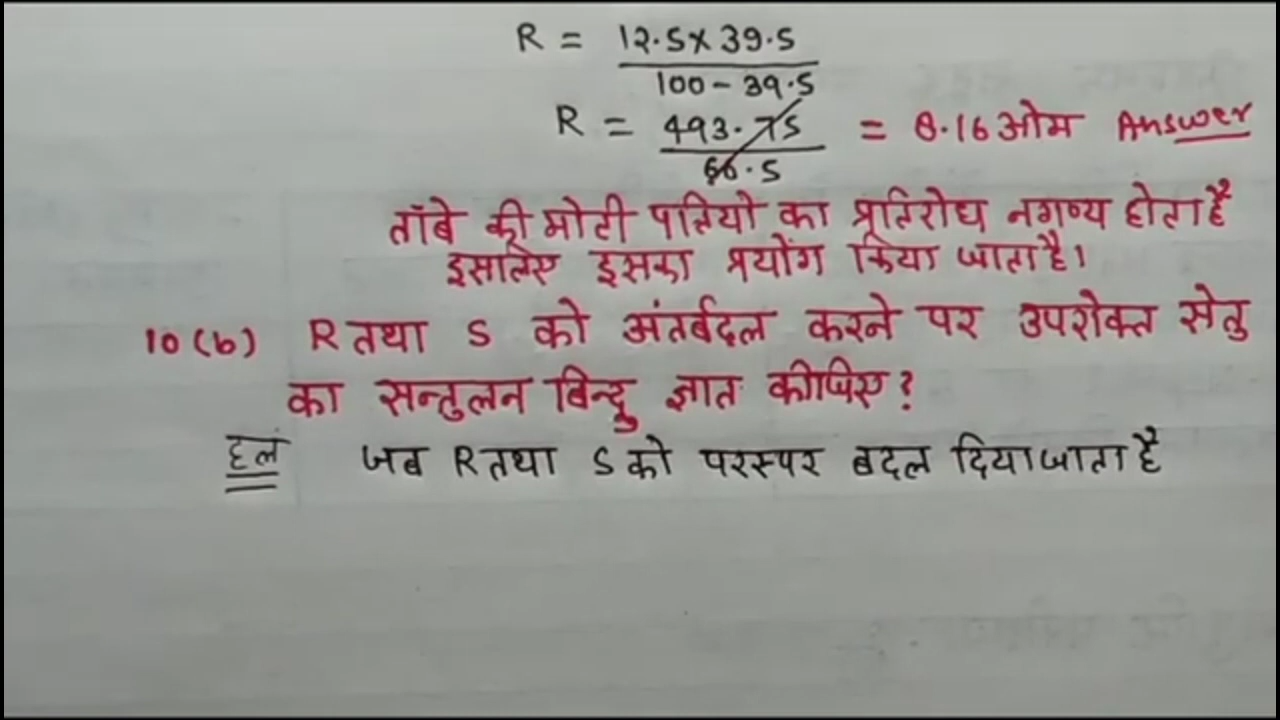 R = 12.5 x 39.5
100 - 39.5
R = 493.75 = 8.16 ओम Answer
60.5
ताँबे की मोटी पत्तियो का प्रतिरोध नगण्य होता है
इसलिए इसका प्रयोंग किया जाता है।
10 (b) R तथा S को अंतर्बदल करने पर उपरोक्त सेतु
का सन्तुलन बिन्दु ज्ञात कीजिए?
हल जब R तथा S को परस्पर बदल दिया जाता है